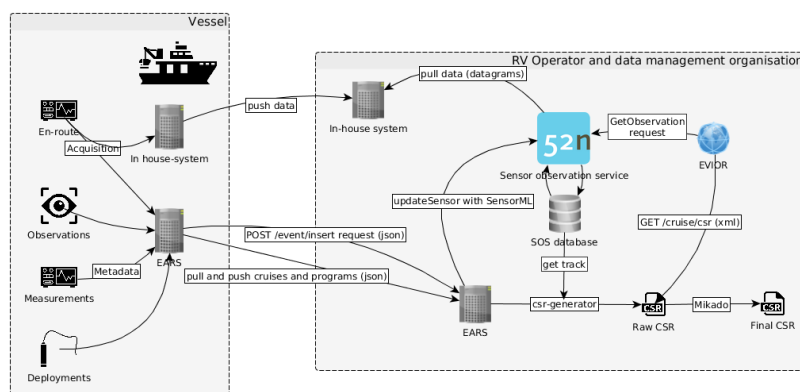 Vessel
RV Operator and data management organisation
pull data (datagrams)
push data
In-house system
GetObservation
request
En-route
Acquisition
In house-system
52n
Sensor observation service
EVIOR
updateSensor with SensorML
Observations
POST /event/insert request (json)
SOS database
GET /cruise/csr (xml)
EARS
Metadata
pull and push cruises and programs (json)
get track
Measurements
csr-generator
CSR
Mikado
CSR
EARS
Raw CSR
Final CSR
Deployments